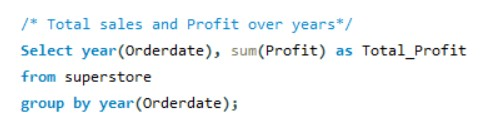 /* Total sales and Profit over years*/
Select year(Orderdate), sum(Profit) as Total_Profit
from superstore
group by year(Orderdate);